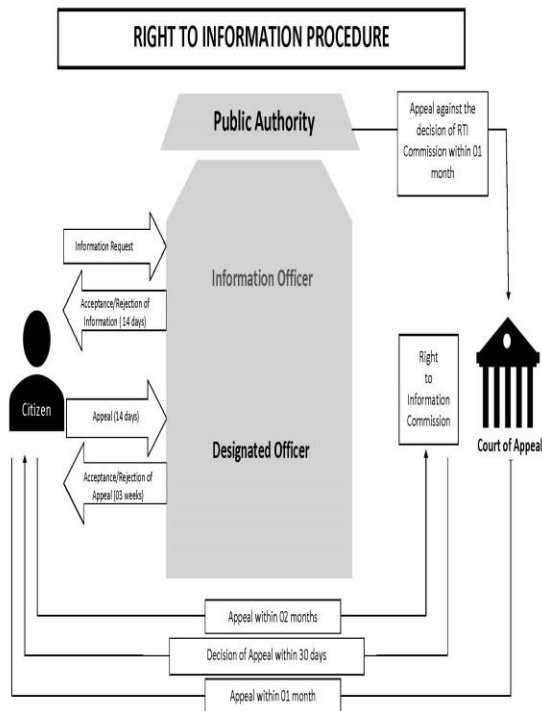 RIGHT TO INFORMATION PROCEDURE
Public Authority
Appeal against the
decision of RTI
Commission within 01
month
Information Request
Information Officer
Acceptance/Rejection of
Information ( 14 days)
Citizen
Appeal (14 days)
Designated Officer
Acceptance/Rejection of
Appeal (03 weeks)
Right
to
Information
Commission
Court of Appeal
Appeal within 02 months
Decision of Appeal within 30 days
Appeal within 01 month